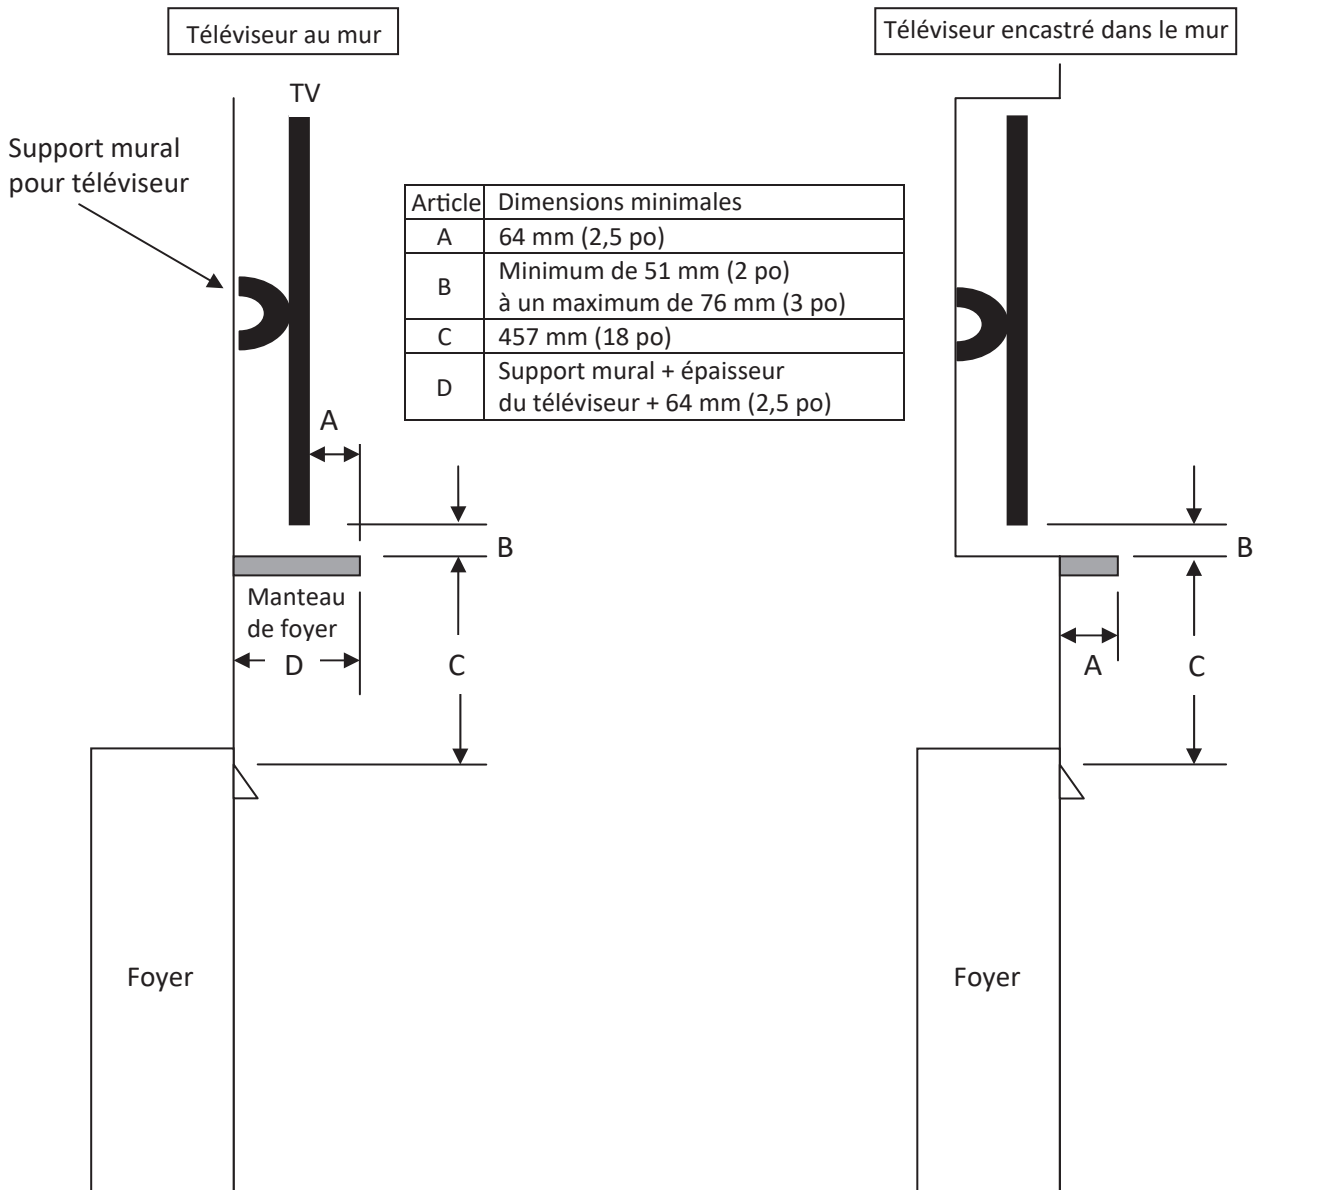 Téléviseur au mur
TV
Support mural
pour téléviseur
A
B
Manteau
de foyer
D
C
Foyer
Article Dimensions minimales
A 64 mm (2,5 po)
B Minimum de 51 mm (2 po)
à un maximum de 76 mm (3 po)
C 457 mm (18 po)
D Support mural + épaisseur
du téléviseur + 64 mm (2,5 po)
Téléviseur encastré dans le mur
B
A
C
Foyer